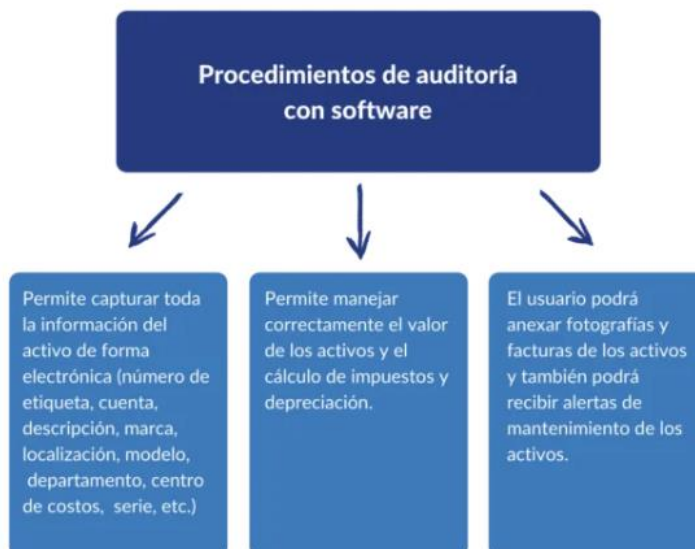 Procedimientos de auditoría
con software
Permite capturar toda
la información del
activo de forma
electrónica (número de
etiqueta, cuenta,
descripción, marca,
localización, modelo,
departamento, centro
de costos, serie, etc.)
Permite manejar
correctamente el valor
de los activos y el
cálculo de impuestos y
depreciación.
El usuario podrá
anexar fotografías y
facturas de los activos
y también podrá
recibir alertas de
mantenimiento de los
activos.